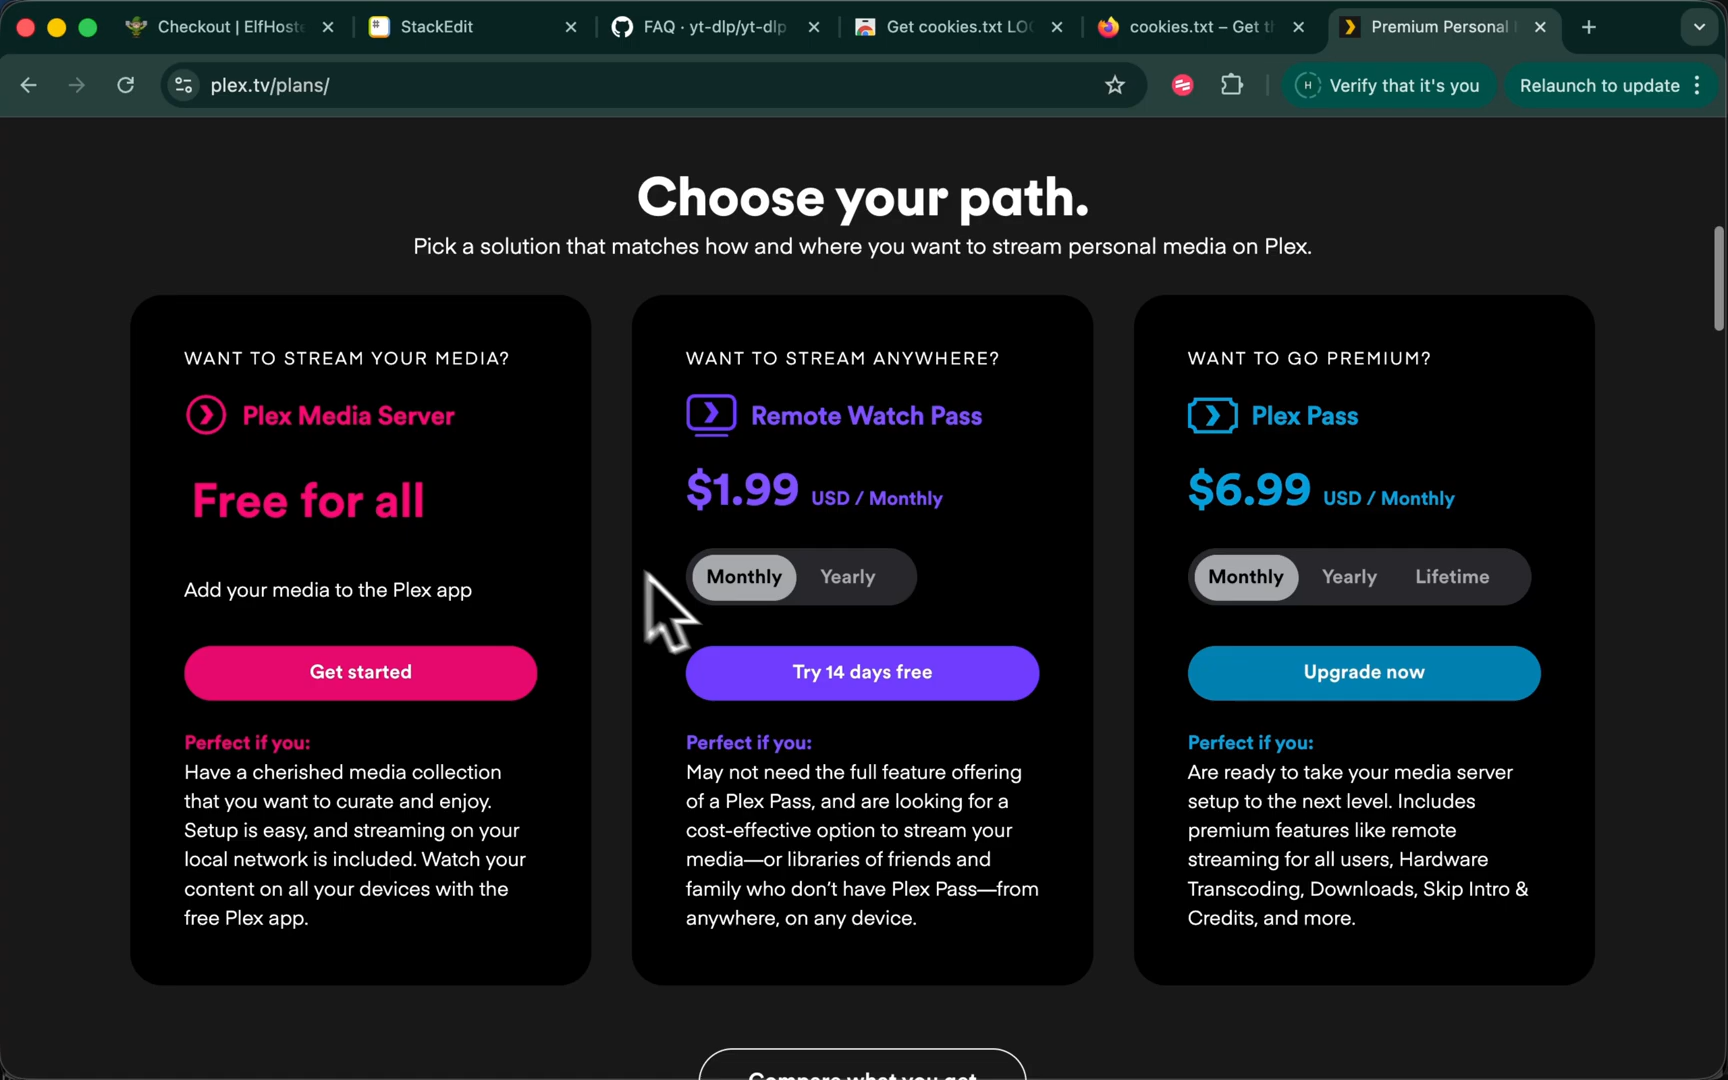 Checkout | ElfHoste
StackEdit
FAQ · yt-dlp/yt-dlp
Get cookies.txt LOC
cookies.txt – Get th
Premium Personal
plex.tv/plans/
H
Verify that it's you
Relaunch to update
Choose your path.
Pick a solution that matches how and where you want to stream personal media on Plex.
WANT TO STREAM YOUR MEDIA?
Plex Media Server
Free for all
Add your media to the Plex app
Get started
Perfect if you:
Have a cherished media collection
that you want to curate and enjoy.
Setup is easy, and streaming on your
local network is included. Watch your
content on all your devices with the
free Plex app.
WANT TO STREAM ANYWHERE?
Remote Watch Pass
$1.99 USD / Monthly
Monthly Yearly
Try 14 days free
Perfect if you:
May not need the full feature offering
of a Plex Pass, and are looking for a
cost-effective option to stream your
media—or libraries of friends and
family who don't have Plex Pass—from
anywhere, on any device.
WANT TO GO PREMIUM?
Plex Pass
$6.99 USD / Monthly
Monthly Yearly Lifetime
Upgrade now
Perfect if you:
Are ready to take your media server
setup to the next level. Includes
premium features like remote
streaming for all users, Hardware
Transcoding, Downloads, Skip Intro &
Credits, and more.
Compare what you get